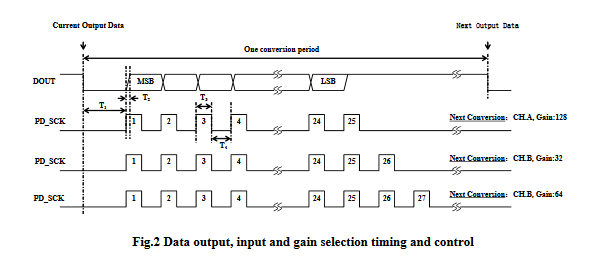 Current Output Data
Next Output Data
One conversion period
DOUT
MSB
LSB
T₁
T₂
T₃
T₄
PD_SCK
1 2 3 4 24 25
Next Conversion: CH.A, Gain:128
PD_SCK
1 2 3 4 24 25 26
Next Conversion: CH.B, Gain:32
PD_SCK
1 2 3 4 24 25 26 27
Next Conversion: CH.B, Gain:64
Fig.2 Data output, input and gain selection timing and control